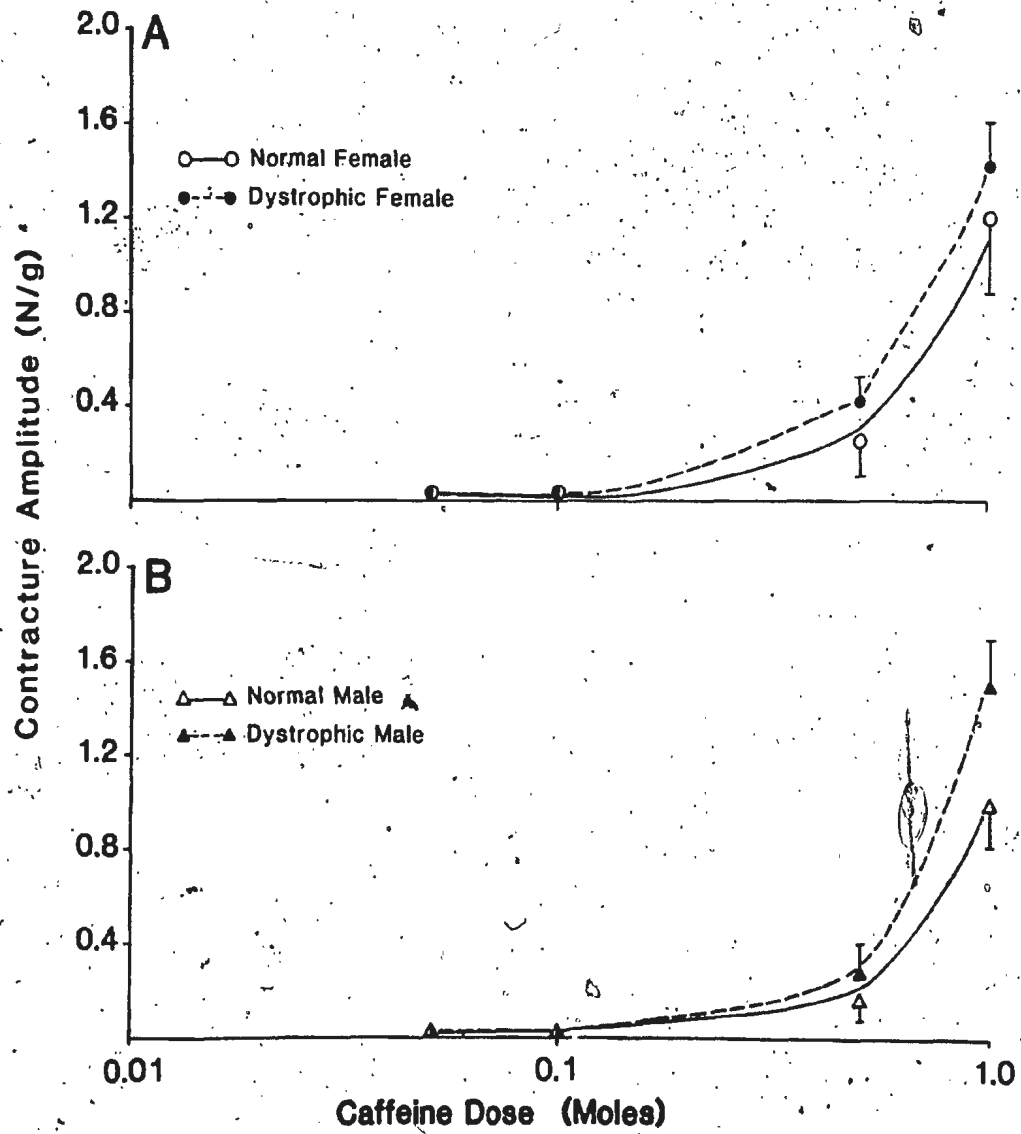 A
2.0
1.6
1.2
0.8
0.4
Normal Female
Dystrophic Female
Contracture Amplitude (N/g)
B
2.0
1.6
1.2
0.8
0.4
Normal Male
Dystrophic Male
0.01
0.1
1.0
Caffeine Dose (Moles)